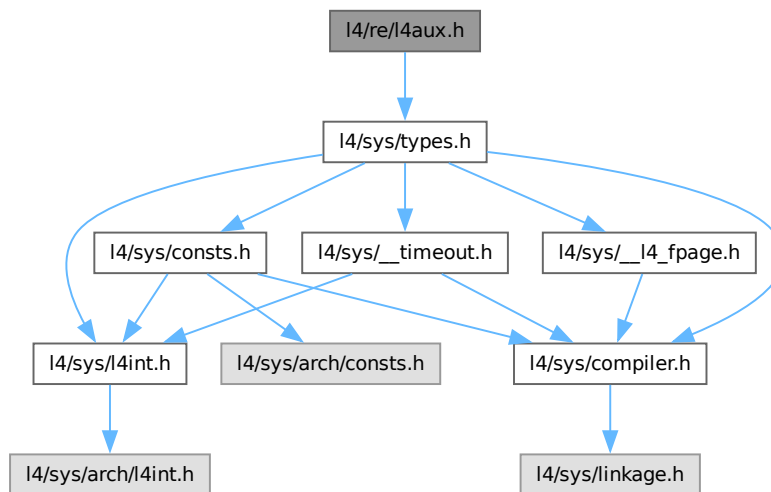 l4/re/l4aux.h
l4/sys/types.h
l4/sys/consts.h
l4/sys/__timeout.h
l4/sys/__l4_fpage.h
l4/sys/l4int.h
l4/sys/arch/consts.h
l4/sys/compiler.h
l4/sys/arch/l4int.h
l4/sys/linkage.h